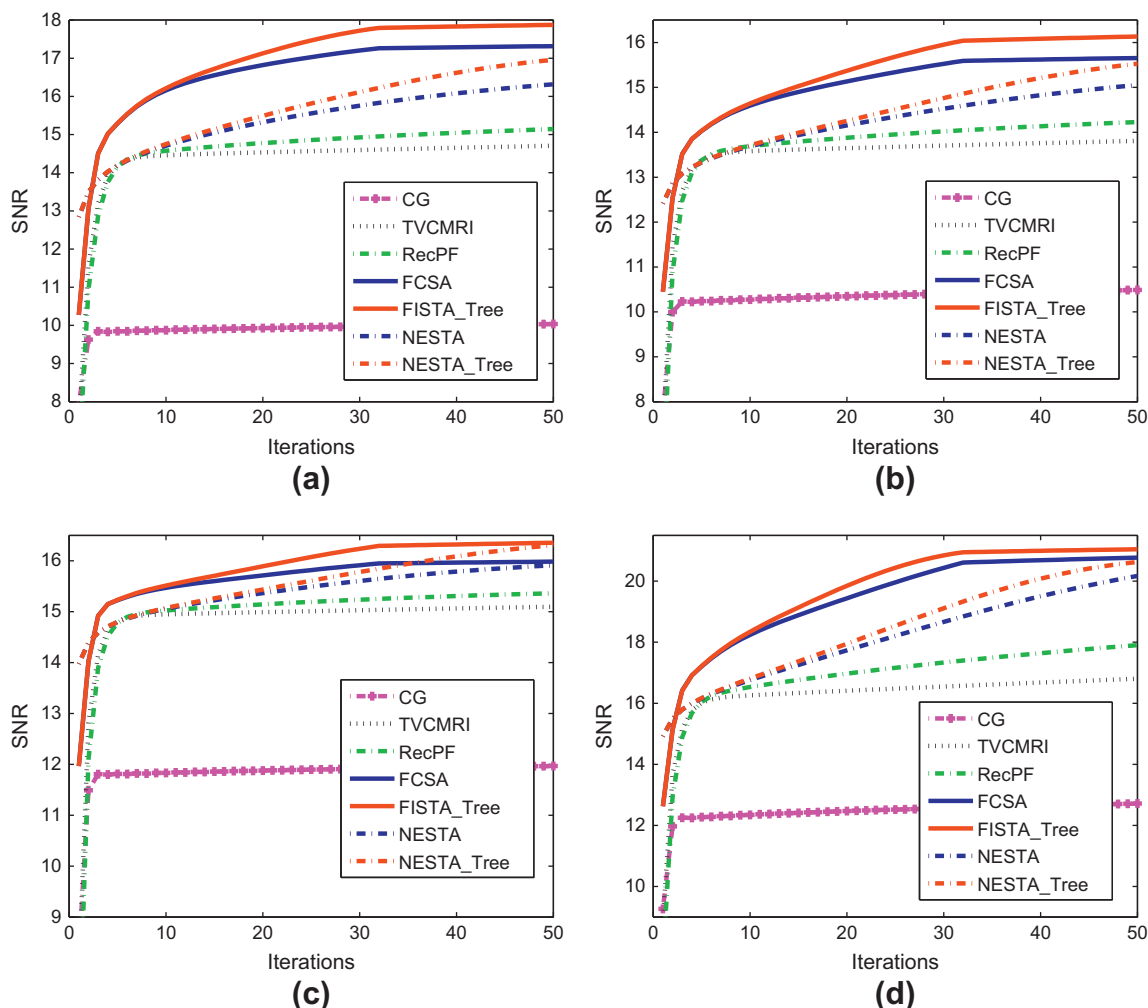 18
17
16
15
14
13
12
11
10
9
8
SNR
0 10 20 30 40 50
Iterations
CG
TVCMRI
RecPF
FCSA
FISTA_Tree
NESTA
NESTA_Tree
(a)
16
15
14
13
12
11
10
9
8
SNR
0 10 20 30 40 50
Iterations
CG
TVCMRI
RecPF
FCSA
FISTA_Tree
NESTA
NESTA_Tree
(b)
16
15
14
13
12
11
10
9
SNR
0 10 20 30 40 50
Iterations
CG
TVCMRI
RecPF
FCSA
FISTA_Tree
NESTA
NESTA_Tree
(c)
20
18
16
14
12
10
SNR
0 10 20 30 40 50
Iterations
CG
TVCMRI
RecPF
FCSA
FISTA_Tree
NESTA
NESTA_Tree
(d)